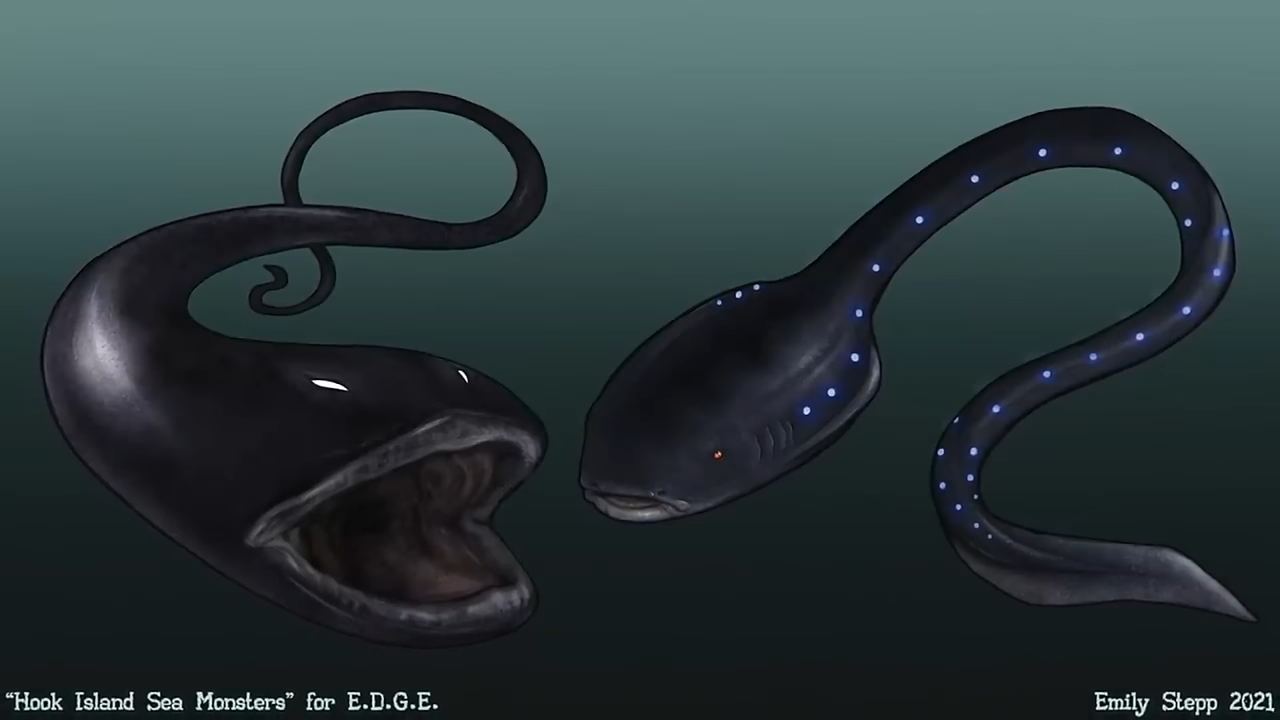 “Hook Island Sea Monsters” for E.D.G.E.
Emily Stepp 2021